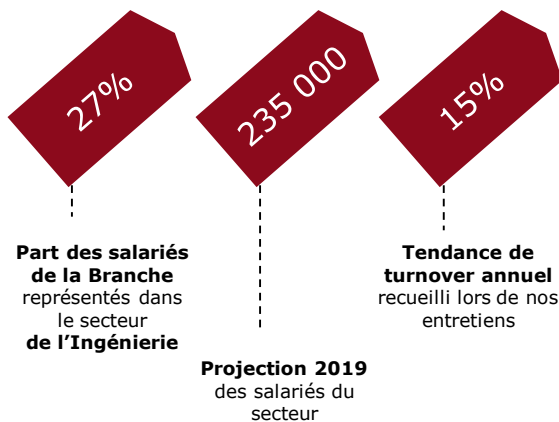 27%
235 000
15%
Part des salariés
de la Branche
représentés dans
le secteur
de l'Ingénierie
Projection 2019
des salariés du
secteur
Tendance de
turnover annuel
recueilli lors de nos
entretiens